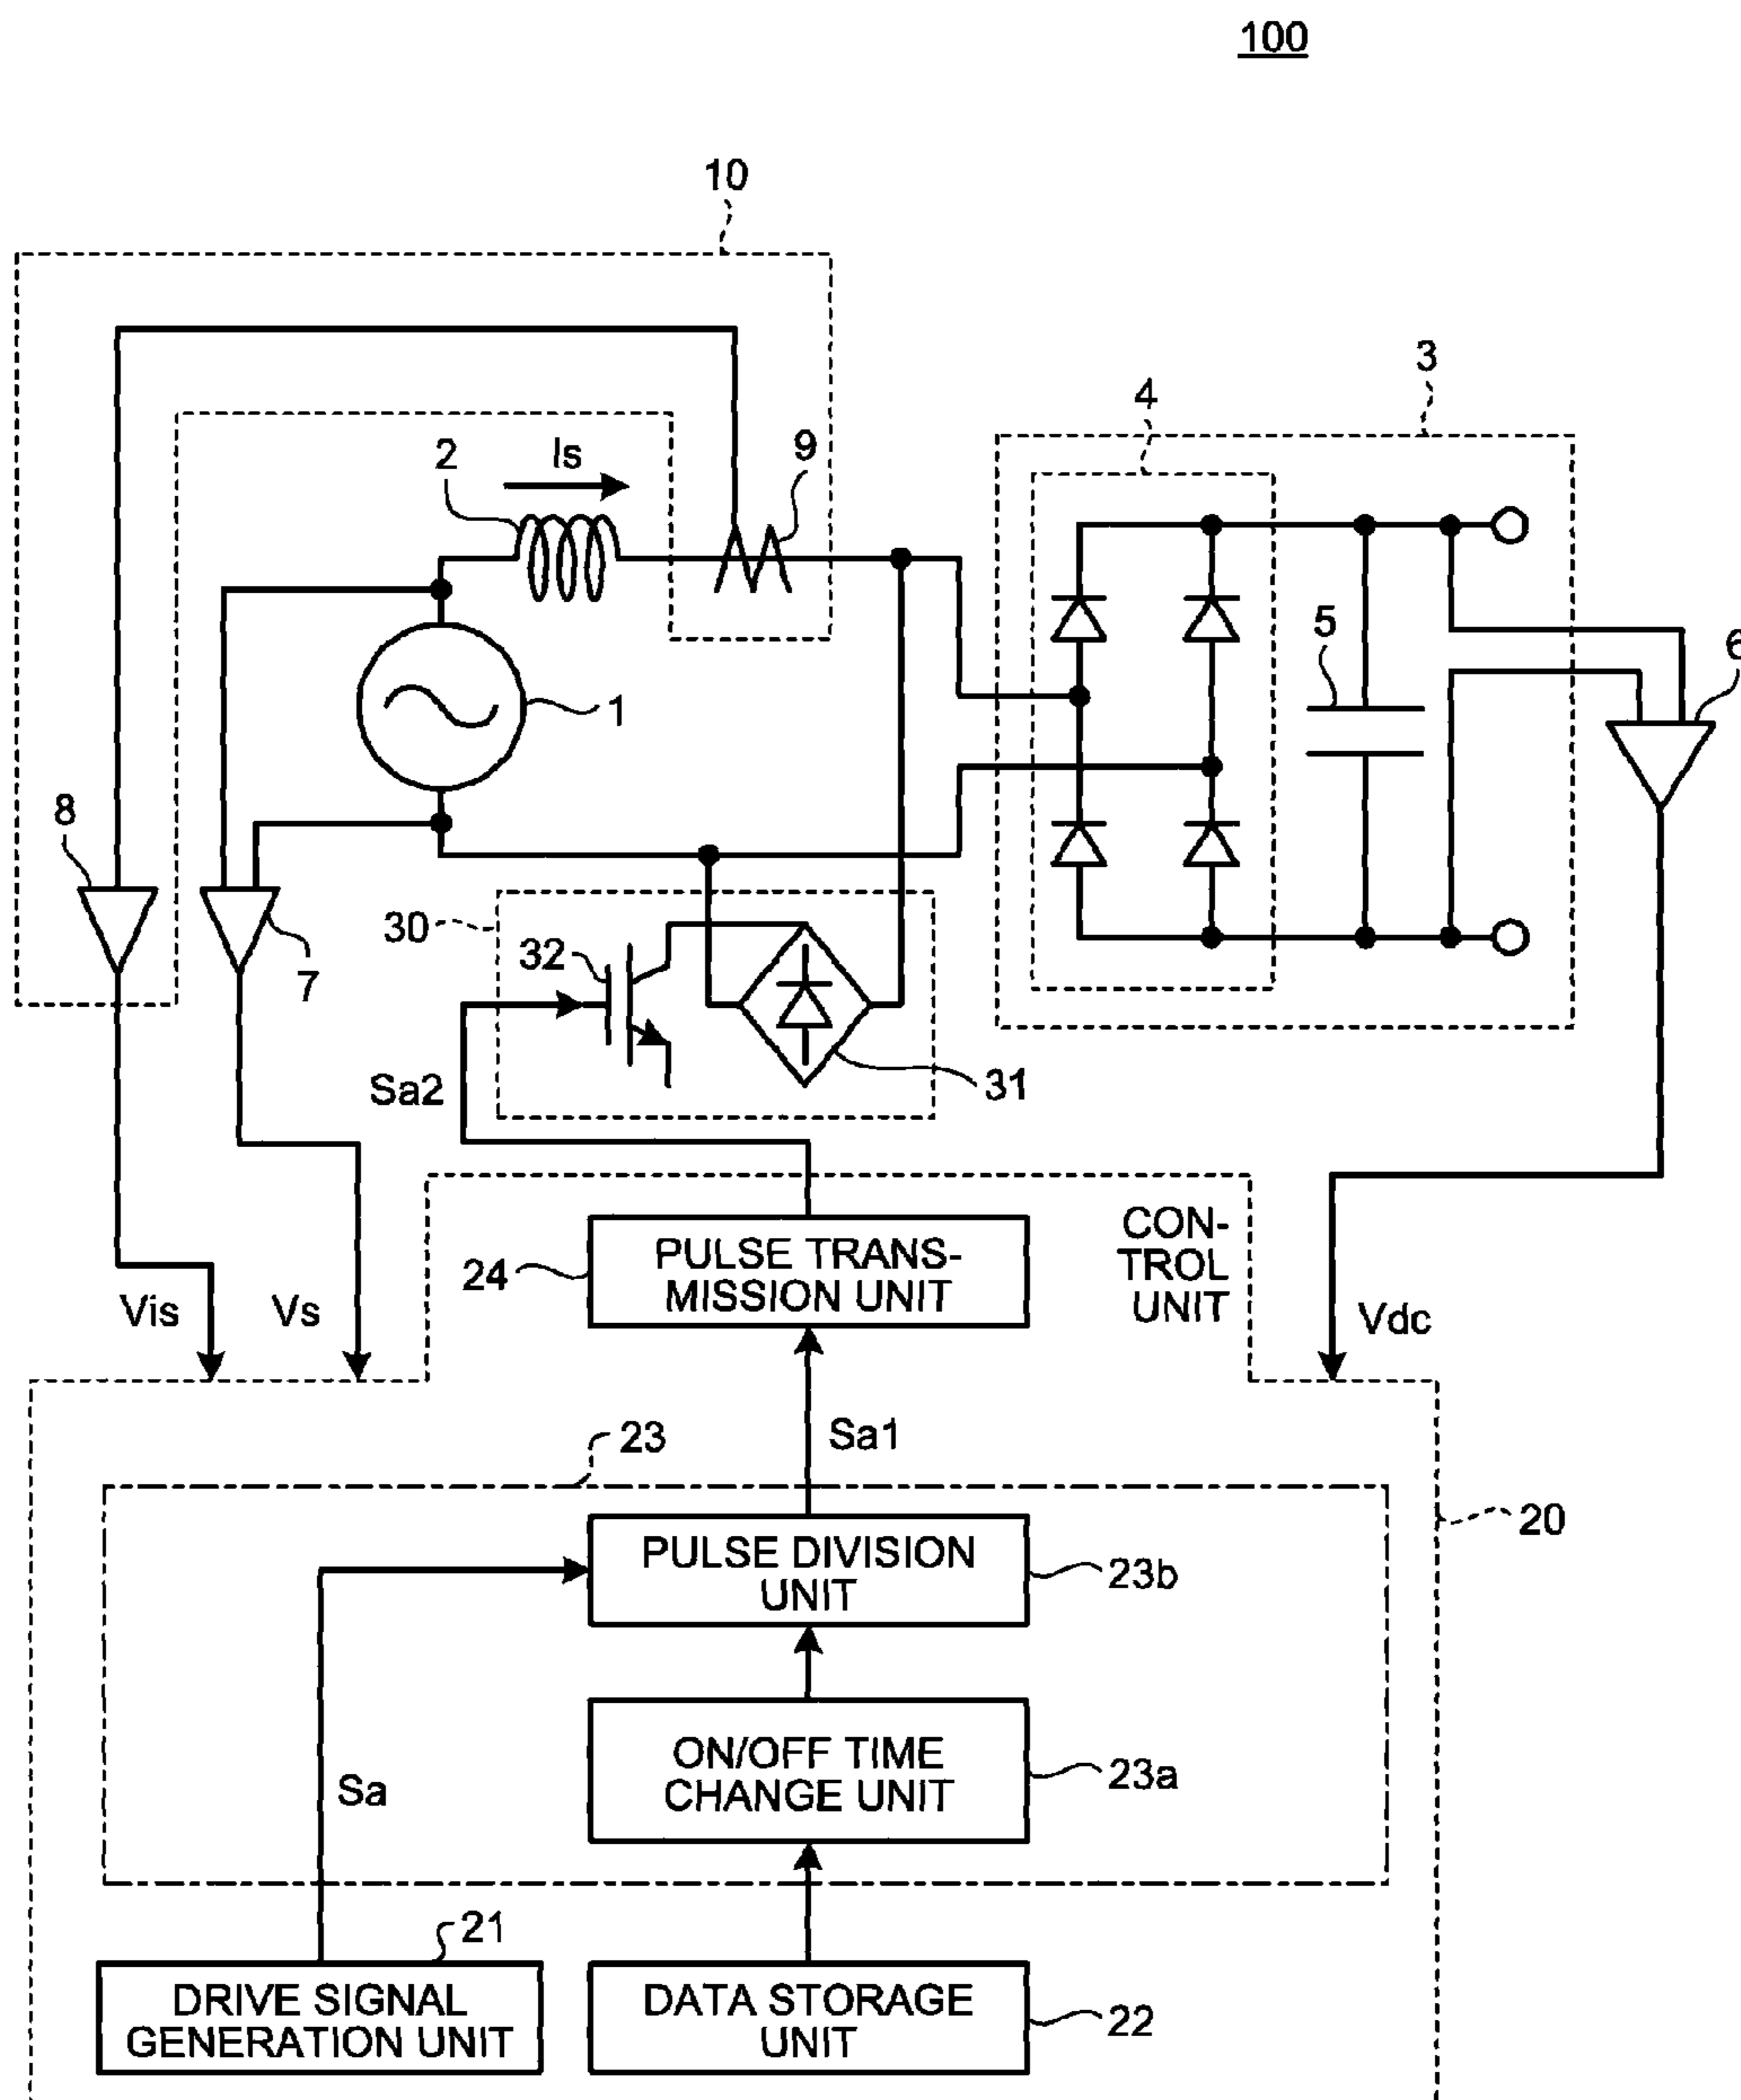 100
10
3
4
9
2
Is
5
6
1
8
7
30
32
31
Sa2
CON-
TROL
UNIT
PULSE TRANS-
MISSION UNIT
24
Vis
Vs
Vdc
Sa1
23
20
PULSE DIVISION
UNIT
23b
ON/OFF TIME
CHANGE UNIT
23a
Sa
21
DRIVE SIGNAL
GENERATION UNIT
DATA STORAGE
UNIT
22